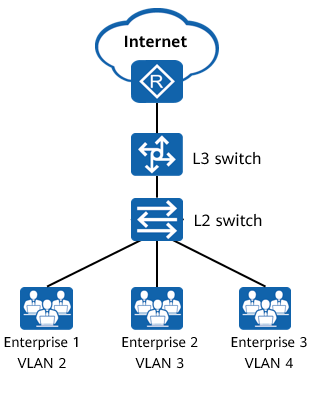 Internet
R
L3 switch
L2 switch
Enterprise 1
VLAN 2
Enterprise 2
VLAN 3
Enterprise 3
VLAN 4